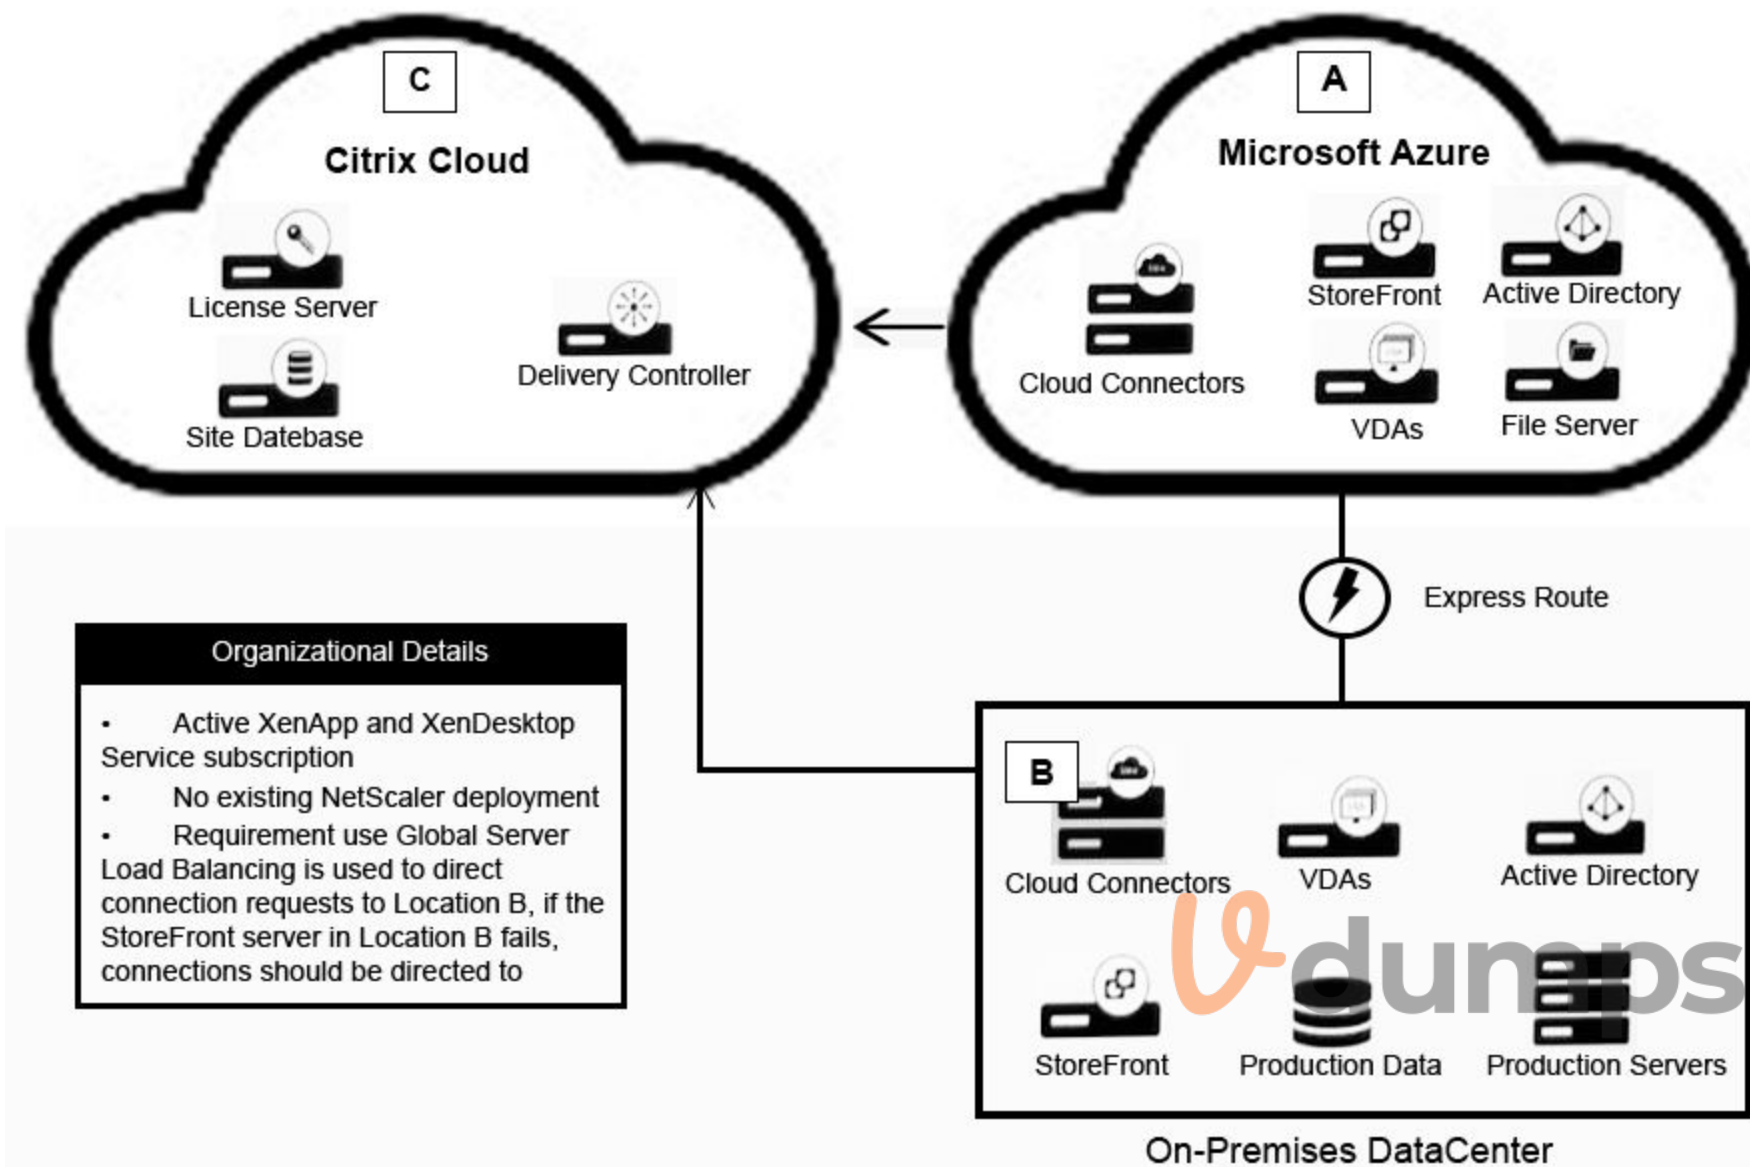 C
Citrix Cloud
License Server
Site Datebase
Delivery Controller
A
Microsoft Azure
Cloud Connectors
StoreFront
Active Directory
VDAs
File Server
Express Route
Organizational Details
• Active XenApp and XenDesktop
Service subscription
• No existing NetScaler deployment
• Requirement use Global Server
Load Balancing is used to direct
connection requests to Location B, if the
StoreFront server in Location B fails,
connections should be directed to
B
Cloud Connectors
VDAs
Active Directory
StoreFront
Production Data
Production Servers
On-Premises DataCenter
Vdumps